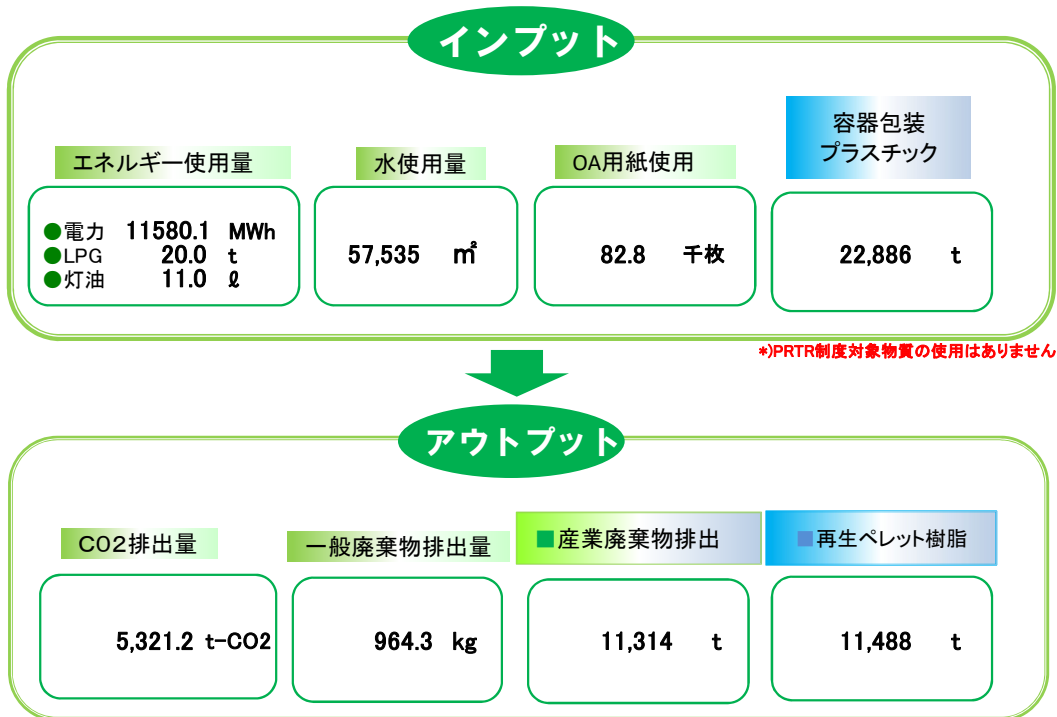 インプット
エネルギー使用量
●電力 11580.1 MWh
●LPG 20.0 t
●灯油 11.0 ℓ
水使用量
57,535 ㎡
OA用紙使用
82.8 千枚
容器包装
プラスチック
22,886 t
*)PRTR制度対象物質の使用はありません
アウトプット
CO2排出量
5,321.2 t-CO2
一般廃棄物排出量
964.3 kg
■産業廃棄物排出
11,314 t
■再生ペレット樹脂
11,488 t